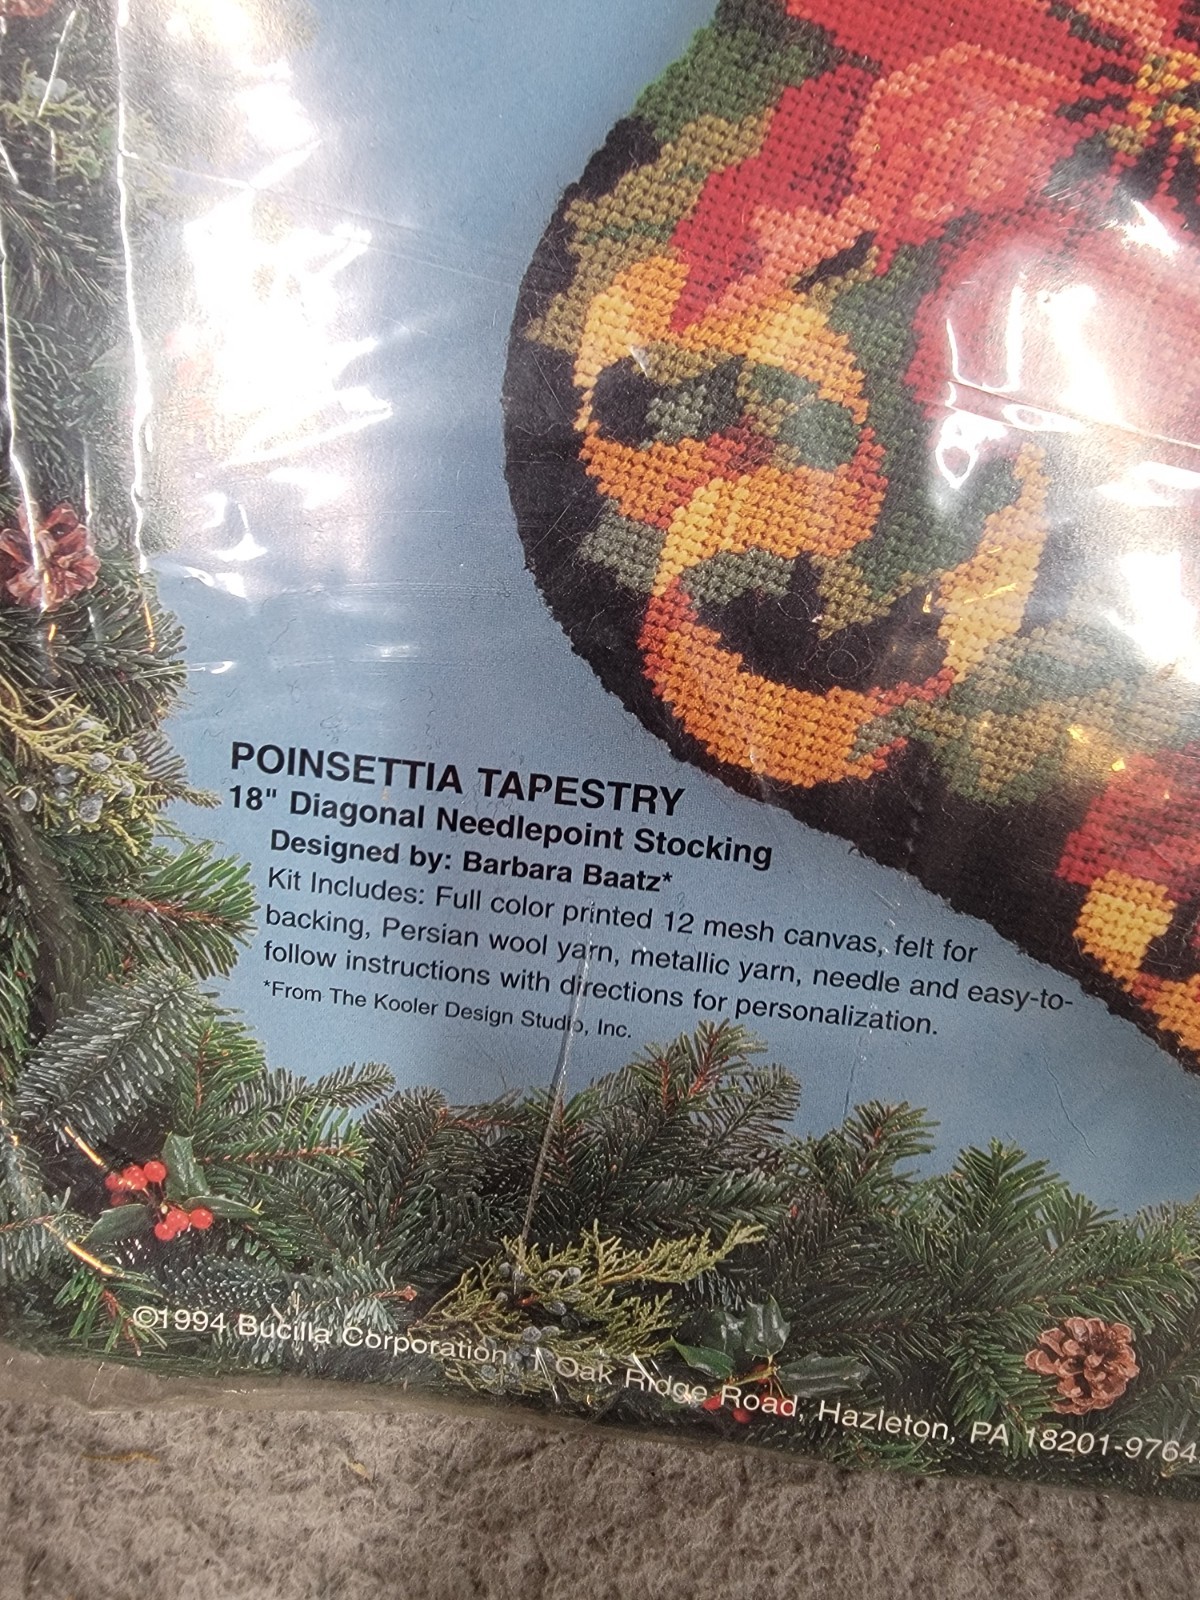 POINSETTIA TAPESTRY
18" Diagonal Needlepoint Stocking
Designed by: Barbara Baatz*
Kit Includes: Full color printed 12 mesh canvas, felt for
backing, Persian wool yarn, metallic yarn, needle and easy-to-
follow instructions with directions for personalization.
*From The Kooler Design Studio, Inc.
©1994 Bucilla Corporation, 1 Oak Ridge Road, Hazleton, PA 18201-9764